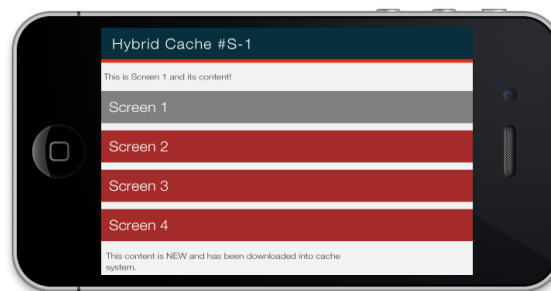 Hybrid Cache #S-1
This is Screen 1 and its content!
Screen 1
Screen 2
Screen 3
Screen 4
This content is NEW and has been downloaded into cache
system.